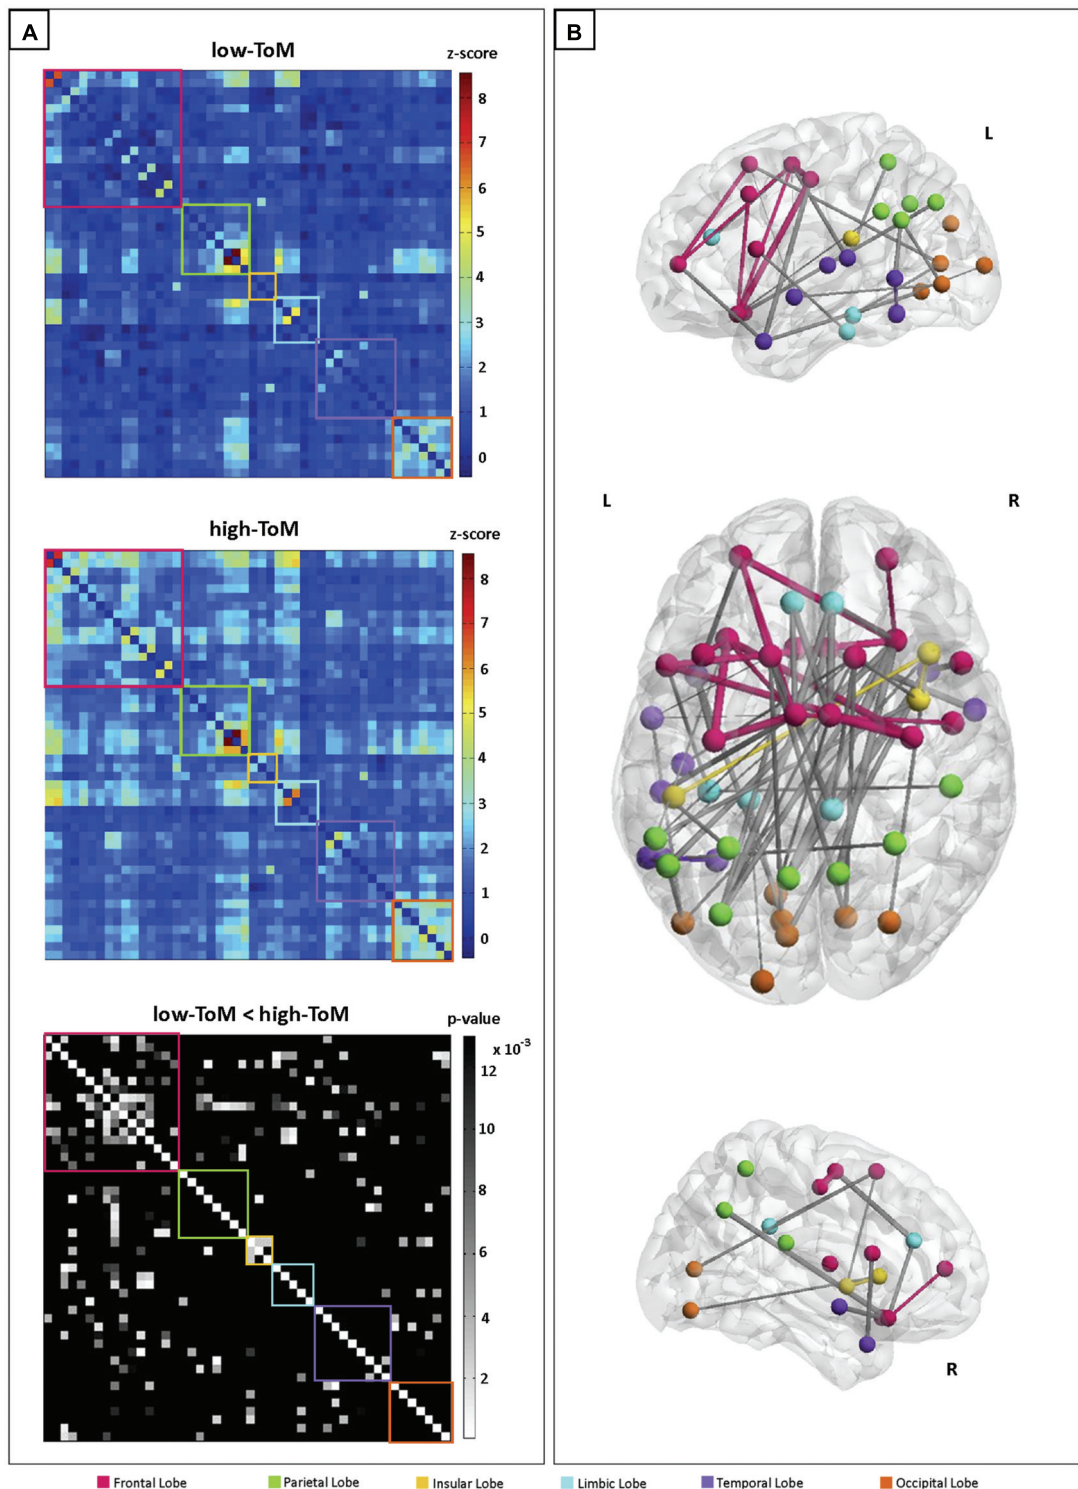 A
low-ToM
z-score
8
7
6
5
4
3
2
1
0
high-ToM
z-score
8
7
6
5
4
3
2
1
0
low-ToM < high-ToM
p-value
x 10-3
12
10
8
6
4
2
B
L
L
R
R
Frontal Lobe Parietal Lobe Insular Lobe Limbic Lobe Temporal Lobe Occipital Lobe